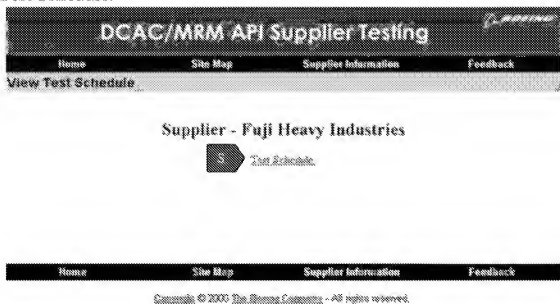 DCAC/MRM API Supplier Testing
BOEING
Home Site Map Supplier Information Feedback
View Test Schedule
Supplier - Fuji Heavy Industries
S Test Schedule
Home Site Map Supplier Information Feedback
Copyright © 2000 The Boeing Company - All rights reserved.